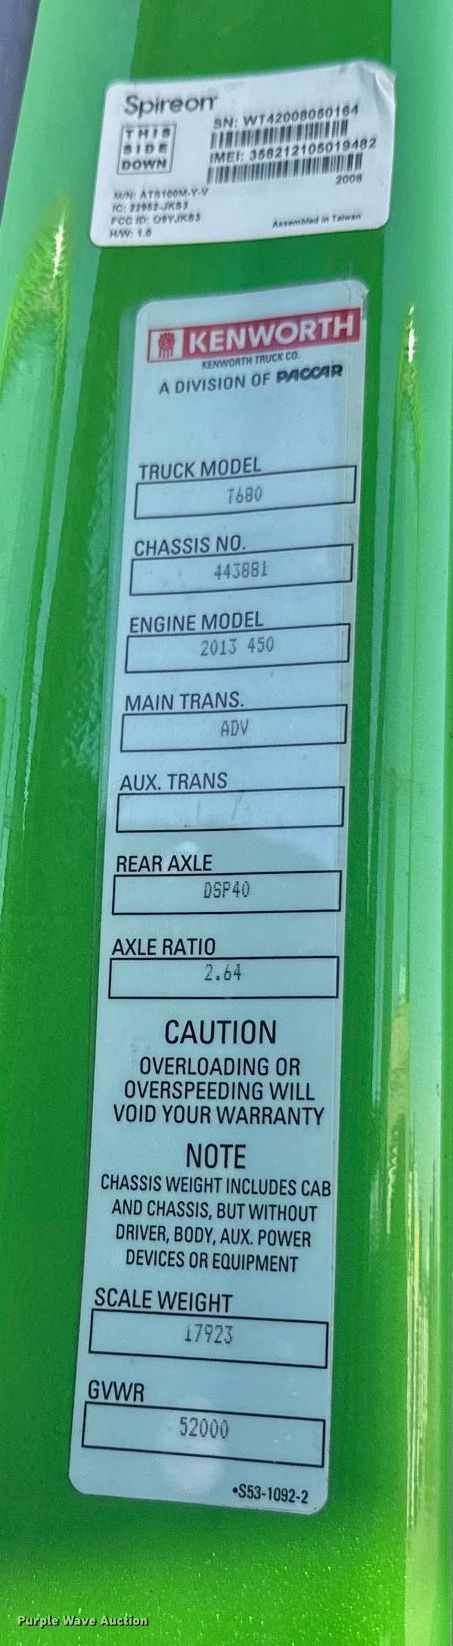 Spireon
THIS
SIDE
DOWN
SN: WT42008050164
IMEI: 358212105019482
2008
M/N: ATS100M-Y-V
IC: 22952-JKS3
FCC ID: O9YJKS3
H/W: 1.0
Assembled in Taiwan
KENWORTH
KENWORTH TRUCK CO.
A DIVISION OF PACCAR
TRUCK MODEL
T680
CHASSIS NO.
443881
ENGINE MODEL
2013 450
MAIN TRANS.
ADV
AUX. TRANS
REAR AXLE
DSP40
AXLE RATIO
2.64
CAUTION
OVERLOADING OR
OVERSPEEDING WILL
VOID YOUR WARRANTY
NOTE
CHASSIS WEIGHT INCLUDES CAB
AND CHASSIS, BUT WITHOUT
DRIVER, BODY, AUX. POWER
DEVICES OR EQUIPMENT
SCALE WEIGHT
17923
GVWR
52000
•S53-1092-2
Purple Wave Auction